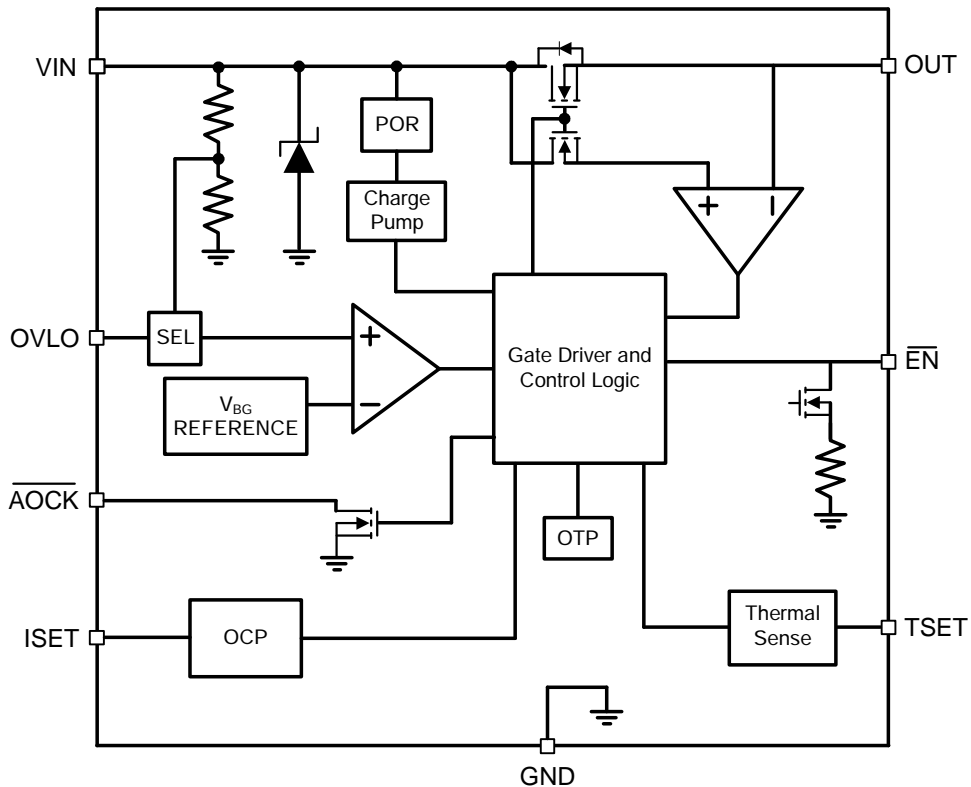 VIN
OUT
POR
Charge
Pump
+
−
OVLO
SEL
+
Gate Driver and
Control Logic
EN
VBG
REFERENCE
−
AOCK
OTP
ISET
OCP
Thermal
Sense
TSET
GND